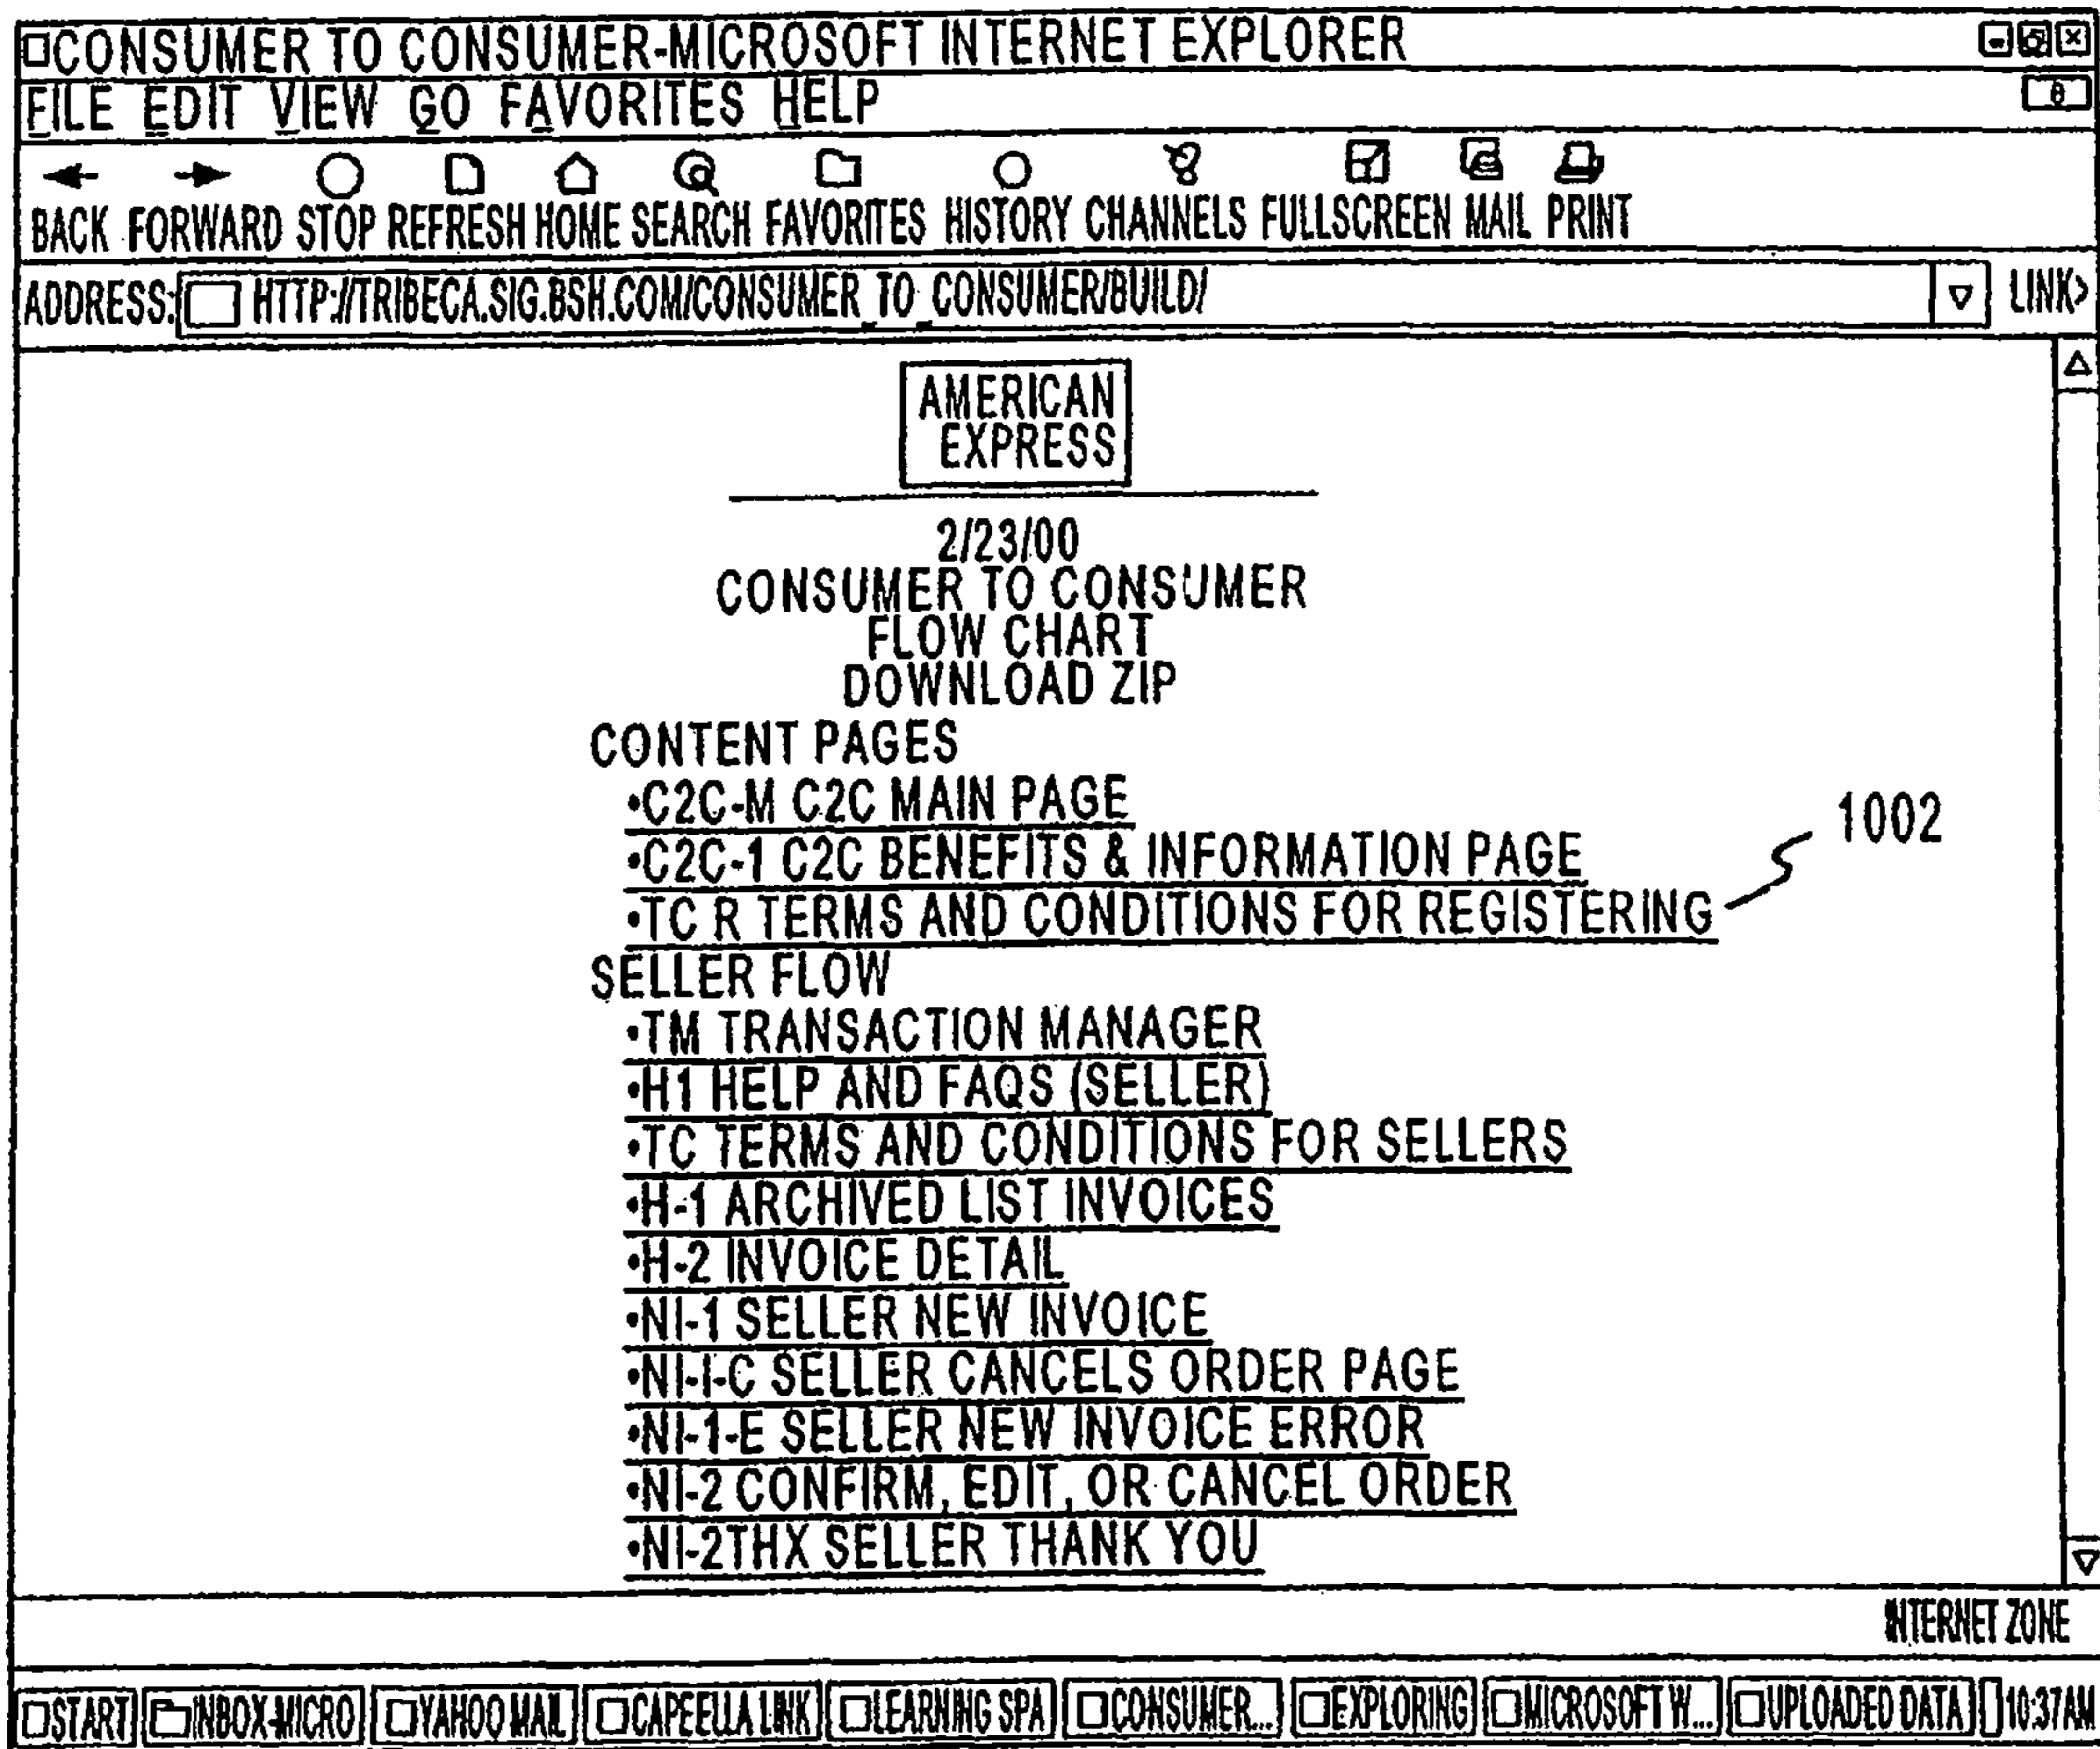 CONSUMER TO CONSUMER-MICROSOFT INTERNET EXPLORER
FILE EDIT VIEW GO FAVORITES HELP
BACK FORWARD STOP REFRESH HOME SEARCH FAVORITES HISTORY CHANNELS FULLSCREEN MAIL PRINT
ADDRESS: HTTP://TRIBECA.SIG.BSH.COM/CONSUMER_TO_CONSUMER/BUILD/ LINK>
AMERICAN
EXPRESS
2/23/00
CONSUMER TO CONSUMER
FLOW CHART
DOWNLOAD ZIP
CONTENT PAGES
•C2C-M C2C MAIN PAGE
1002
•C2C-1 C2C BENEFITS & INFORMATION PAGE
•TC R TERMS AND CONDITIONS FOR REGISTERING
SELLER FLOW
•TM TRANSACTION MANAGER
•H1 HELP AND FAQS (SELLER)
•TC TERMS AND CONDITIONS FOR SELLERS
•H-1 ARCHIVED LIST INVOICES
•H-2 INVOICE DETAIL
•NI-1 SELLER NEW INVOICE
•NI-I-C SELLER CANCELS ORDER PAGE
•NI-1-E SELLER NEW INVOICE ERROR
•NI-2 CONFIRM, EDIT, OR CANCEL ORDER
•NI-2THX SELLER THANK YOU
INTERNET ZONE
START INBOX-MICRO YAHOO MAIL CAPEELLA LINK LEARNING SPA CONSUMER... EXPLORING MICROSOFT W... UPLOADED DATA 10:37AM